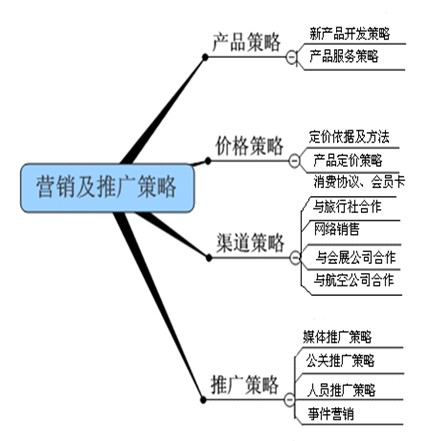 营销及推广策略
产品策略
新产品开发策略
产品服务策略
价格策略
定价依据及方法
产品定价策略
渠道策略
消费协议、会员卡
与旅行社合作
网络销售
与会展公司合作
与航空公司合作
推广策略
媒体推广策略
公关推广策略
人员推广策略
事件营销